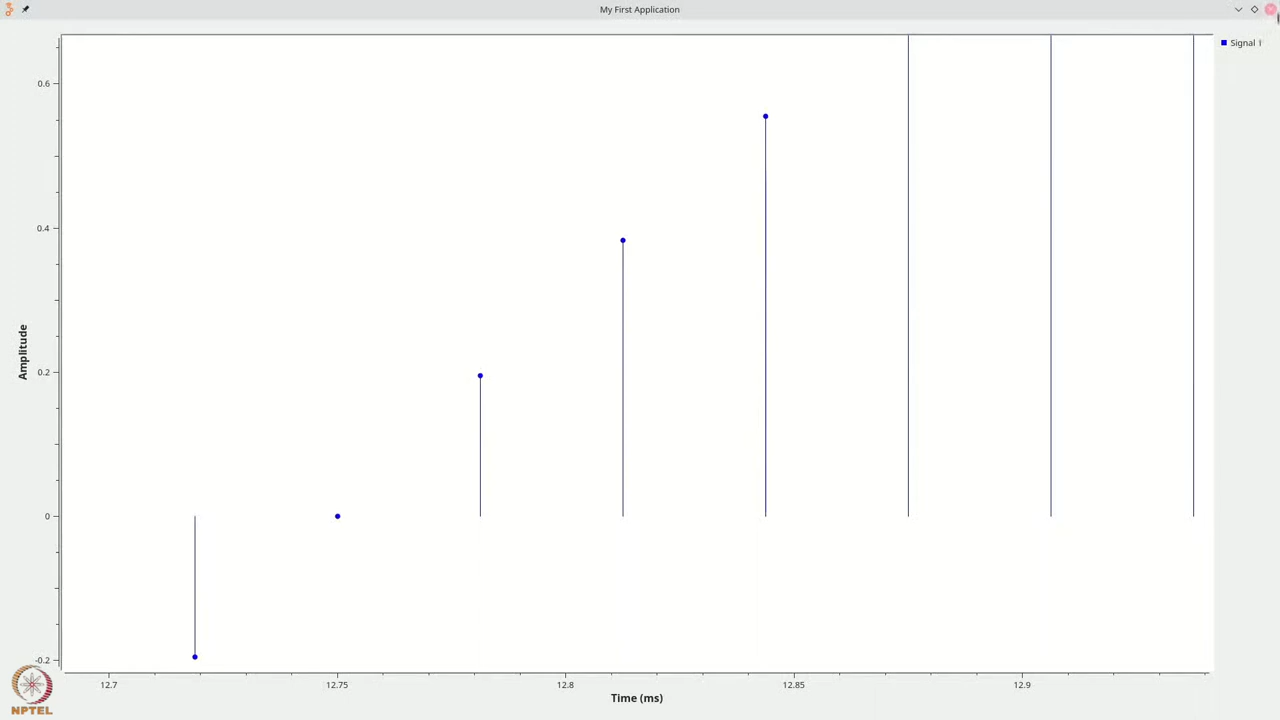 My First Application
Signal 1
0.6
0.4
Amplitude
0.2
0
-0.2
12.7
12.75
12.8
12.85
12.9
Time (ms)
NPTEL